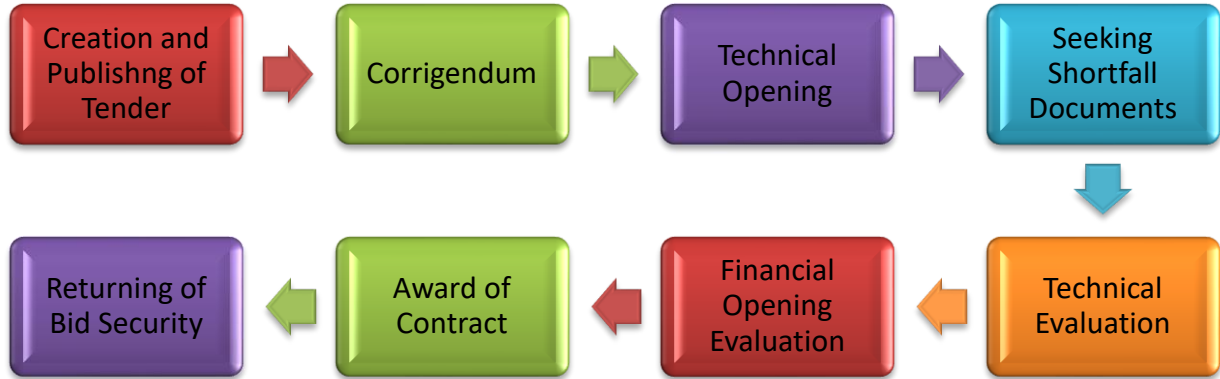 Creation and
Publishng of
Tender
Corrigendum
Technical
Opening
Seeking
Shortfall
Documents
Technical
Evaluation
Financial
Opening
Evaluation
Award of
Contract
Returning of
Bid Security